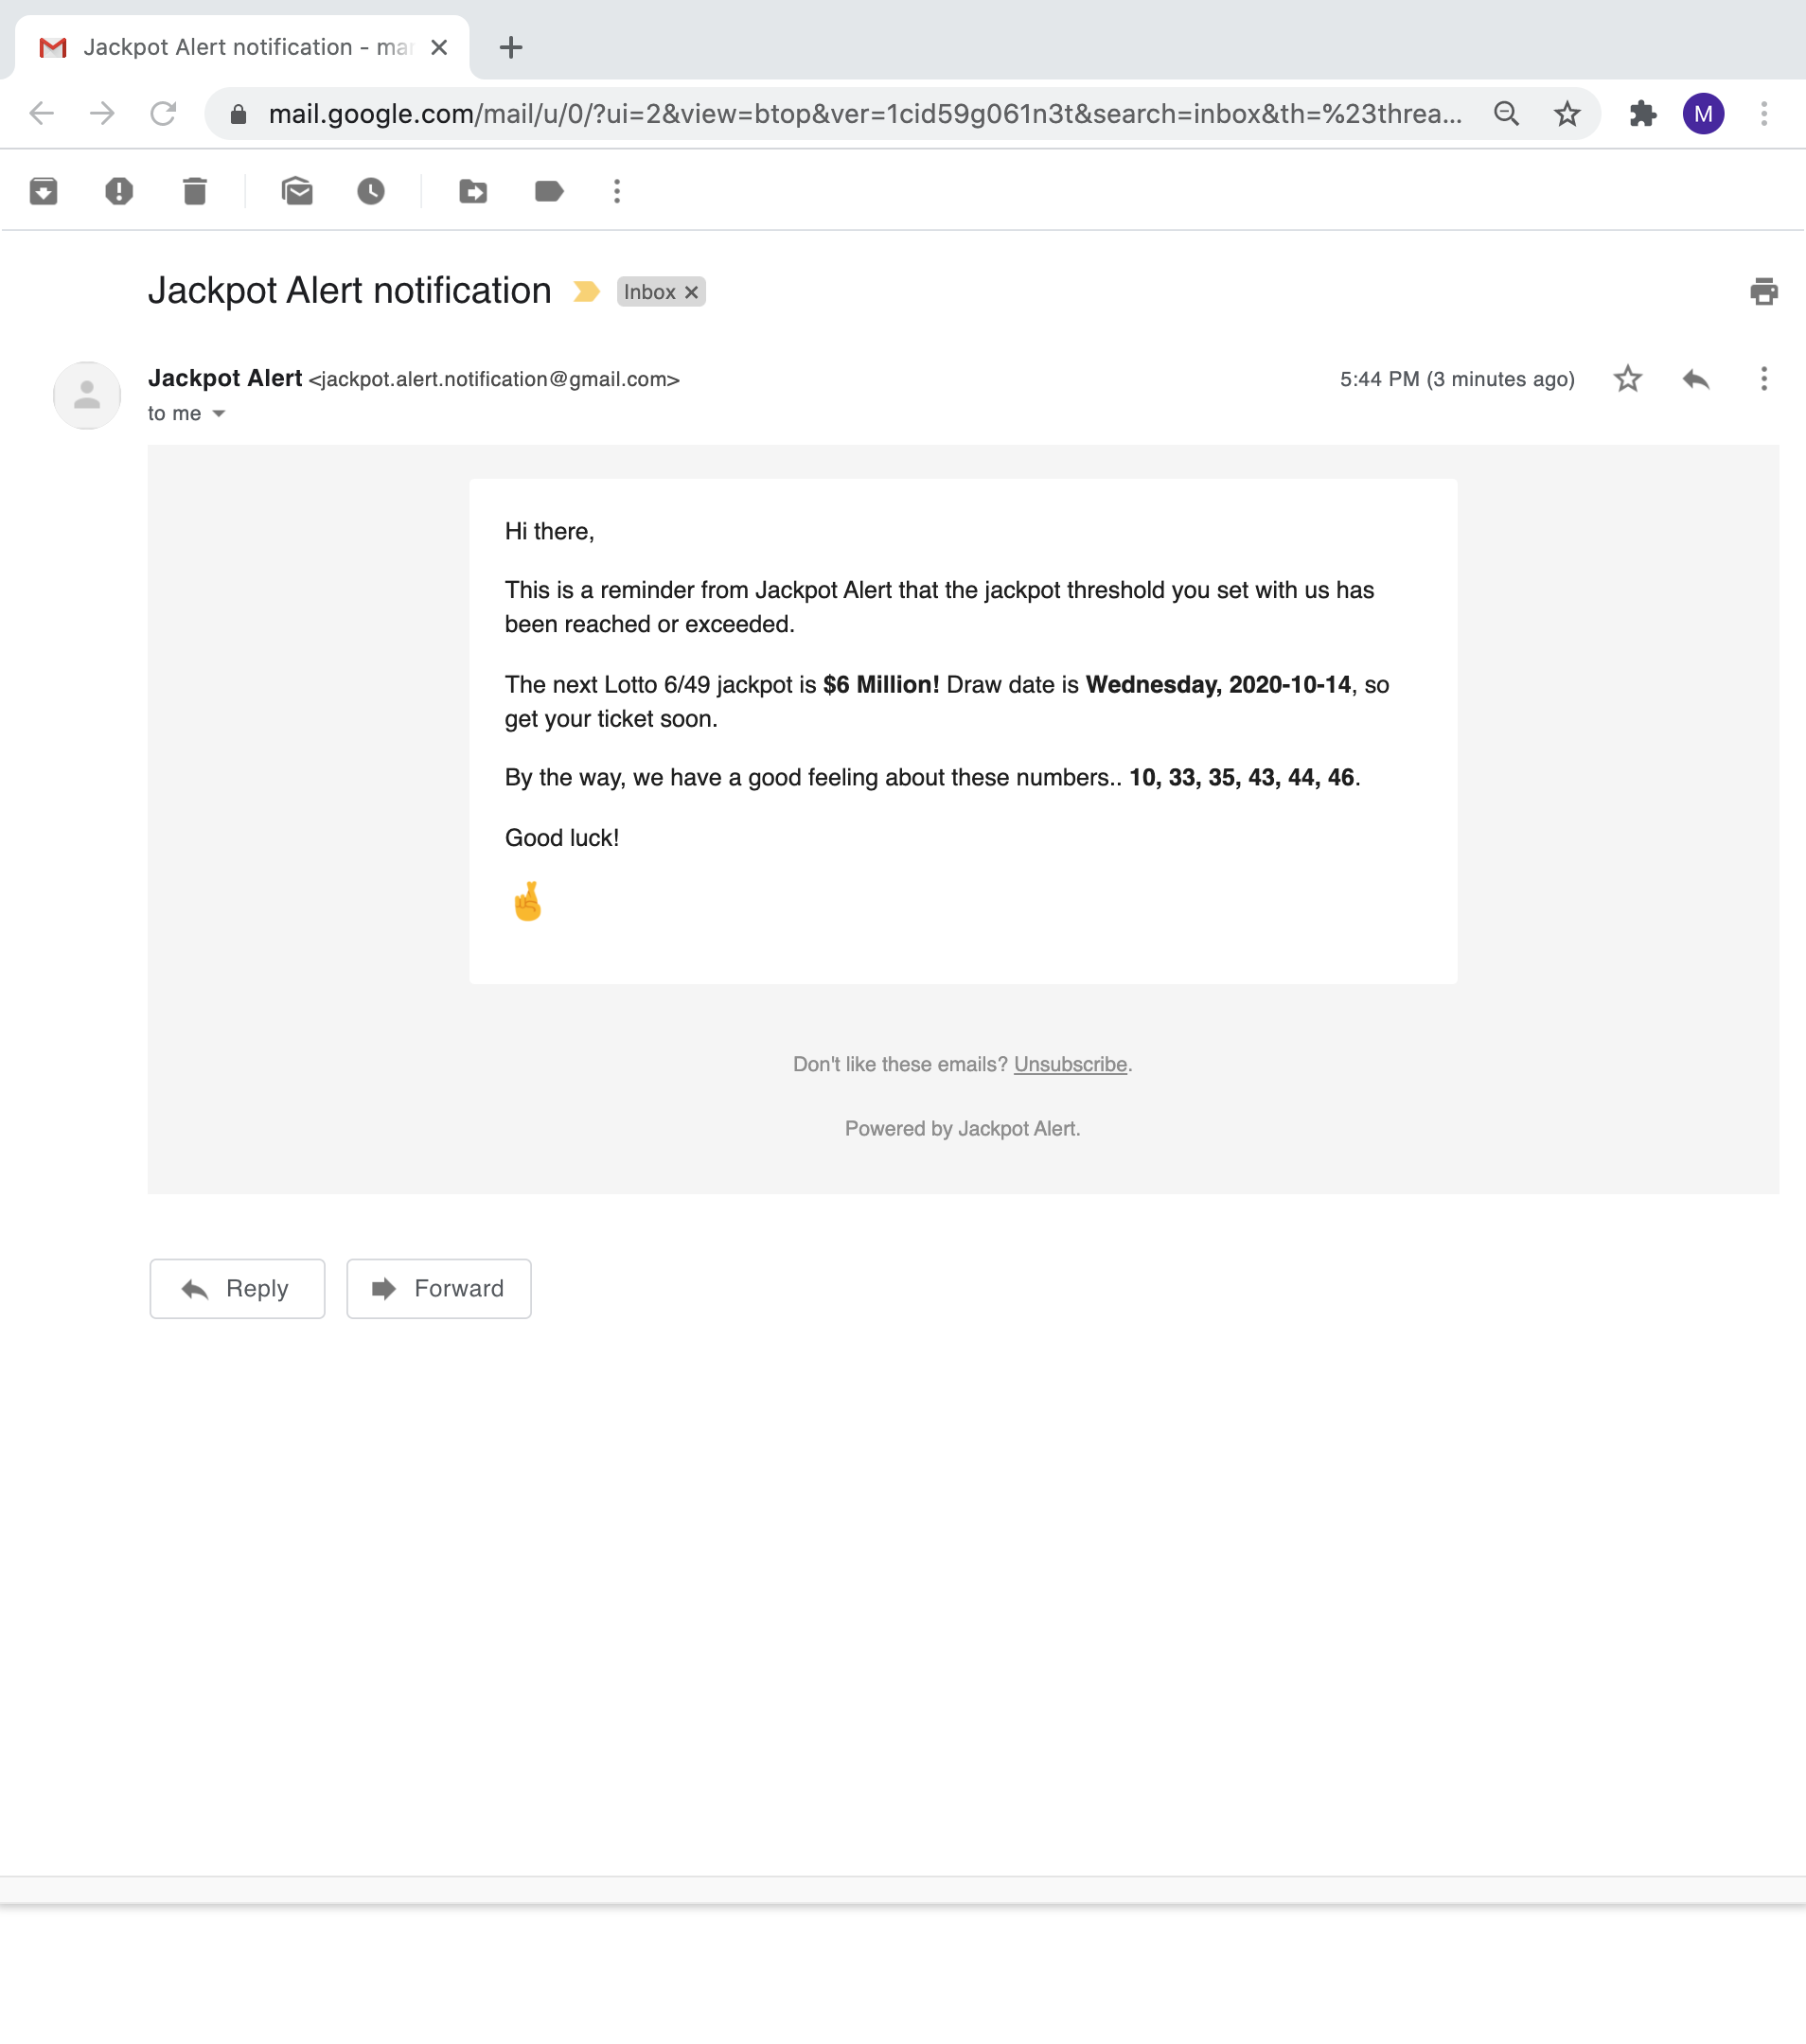 Jackpot Alert notification - mar
mail.google.com/mail/u/0/?ui=2&view=btop&ver=1cid59g061n3t&search=inbox&th=%23threa...
M
Jackpot Alert notification Inbox
Jackpot Alert <jackpot.alert.notification@gmail.com> 5:44 PM (3 minutes ago)
to me
Hi there,
This is a reminder from Jackpot Alert that the jackpot threshold you set with us has
been reached or exceeded.
The next Lotto 6/49 jackpot is $6 Million! Draw date is Wednesday, 2020-10-14, so
get your ticket soon.
By the way, we have a good feeling about these numbers.. 10, 33, 35, 43, 44, 46.
Good luck!
Don't like these emails? Unsubscribe.
Powered by Jackpot Alert.
Reply Forward